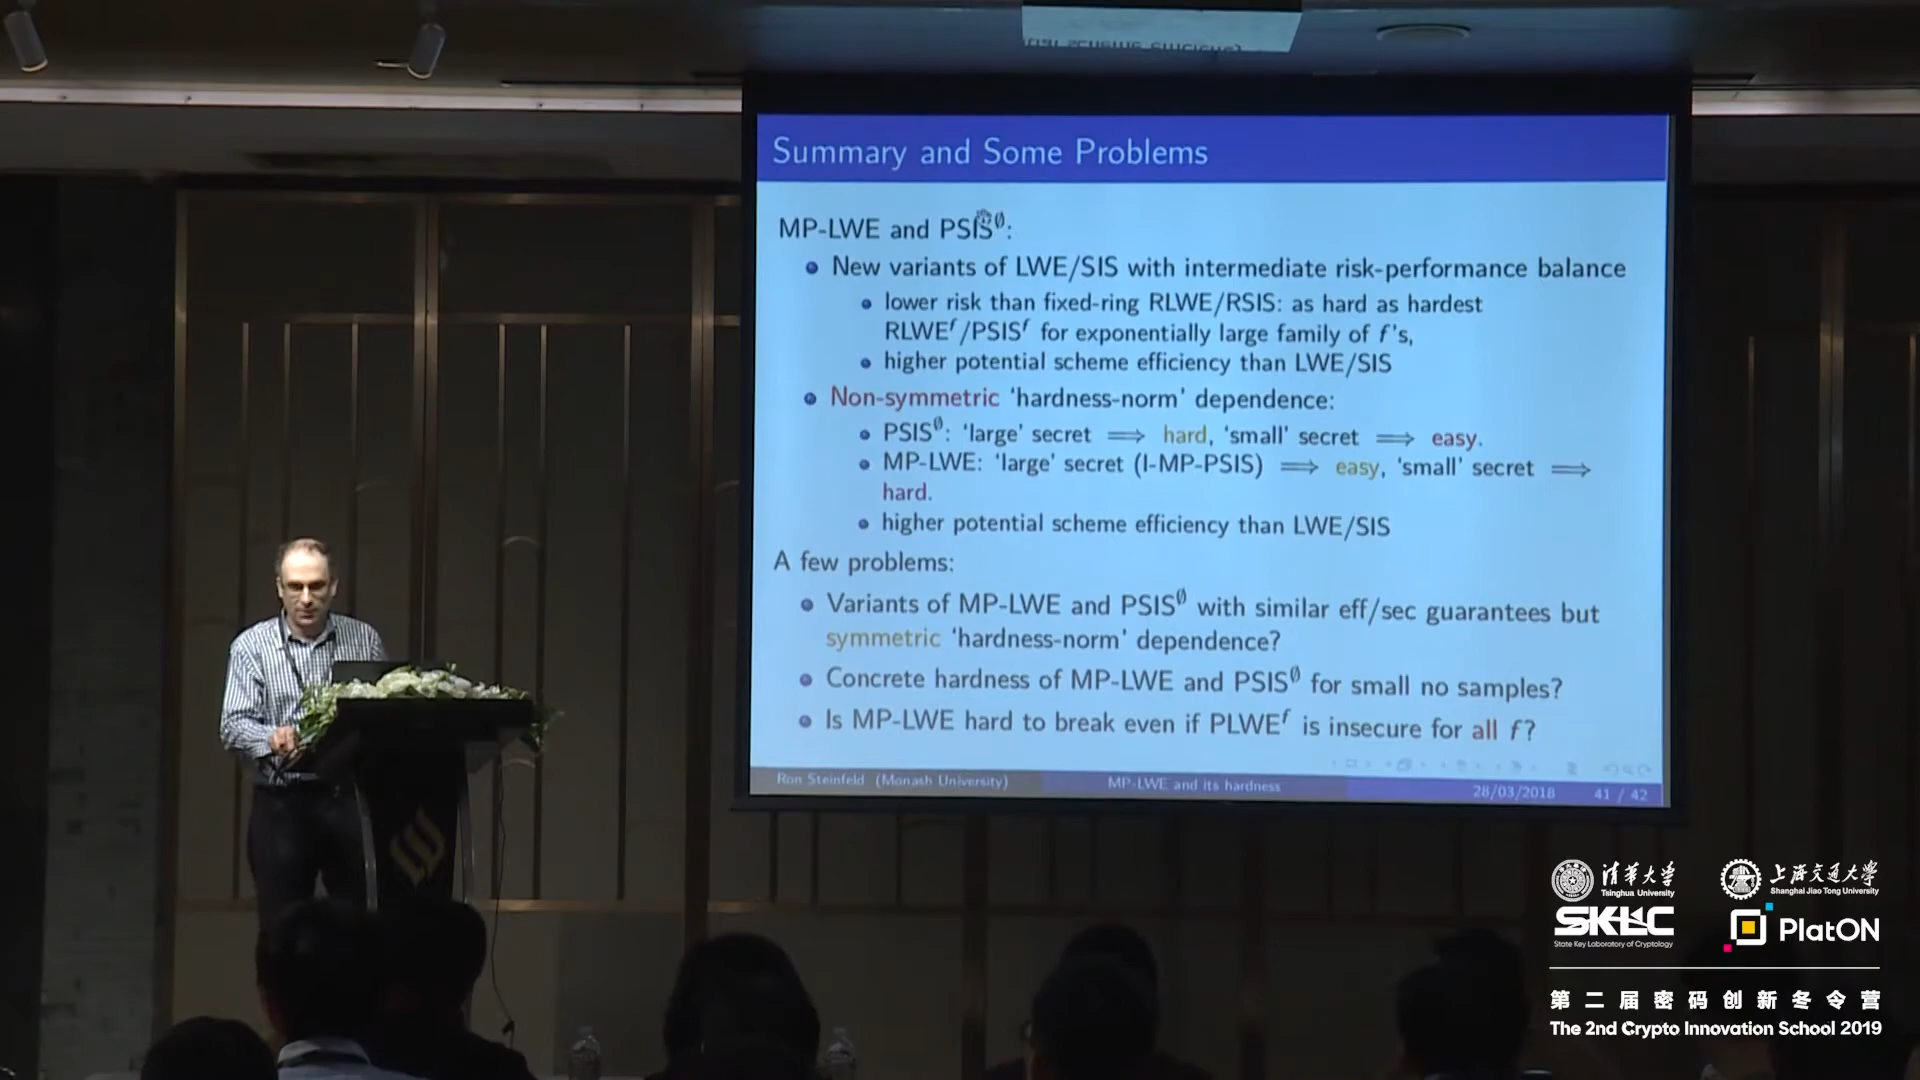 Summary and Some Problems
MP-LWE and PSIS^∅:
New variants of LWE/SIS with intermediate risk-performance balance
lower risk than fixed-ring RLWE/RSIS: as hard as hardest
RLWE^f/PSIS^f for exponentially large family of f's,
higher potential scheme efficiency than LWE/SIS
Non-symmetric 'hardness-norm' dependence:
PSIS^∅: 'large' secret ⟹ hard, 'small' secret ⟹ easy.
MP-LWE: 'large' secret (I-MP-PSIS) ⟹ easy, 'small' secret ⟹
hard.
higher potential scheme efficiency than LWE/SIS
A few problems:
Variants of MP-LWE and PSIS^∅ with similar eff/sec guarantees but
symmetric 'hardness-norm' dependence?
Concrete hardness of MP-LWE and PSIS^∅ for small no samples?
Is MP-LWE hard to break even if PLWE^f is insecure for all f?
Ron Steinfeld (Monash University) MP-LWE and its hardness 28/03/2018 41 / 42
清华大学 上海交通大学
Tsinghua University Shanghai Jiao Tong University
SKLC PlatON
State Key Laboratory of Cryptology
第二届密码创新冬令营
The 2nd Crypto Innovation School 2019